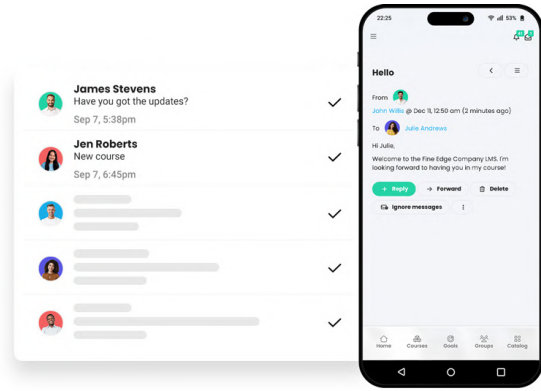 James Stevens
Have you got the updates?
Sep 7, 5:38pm
Jen Roberts
New course
Sep 7, 6:45pm
22:25
53%
Hello
From
John Willis @ Dec 11, 12:50 am (2 minutes ago)
To Julie Andrews
Hi Julie,
Welcome to the Fine Edge Company LMS. I'm
looking forward to having you in my course!
+ Reply → Forward Delete
Ignore messages
Home Courses Goals Groups Catalog